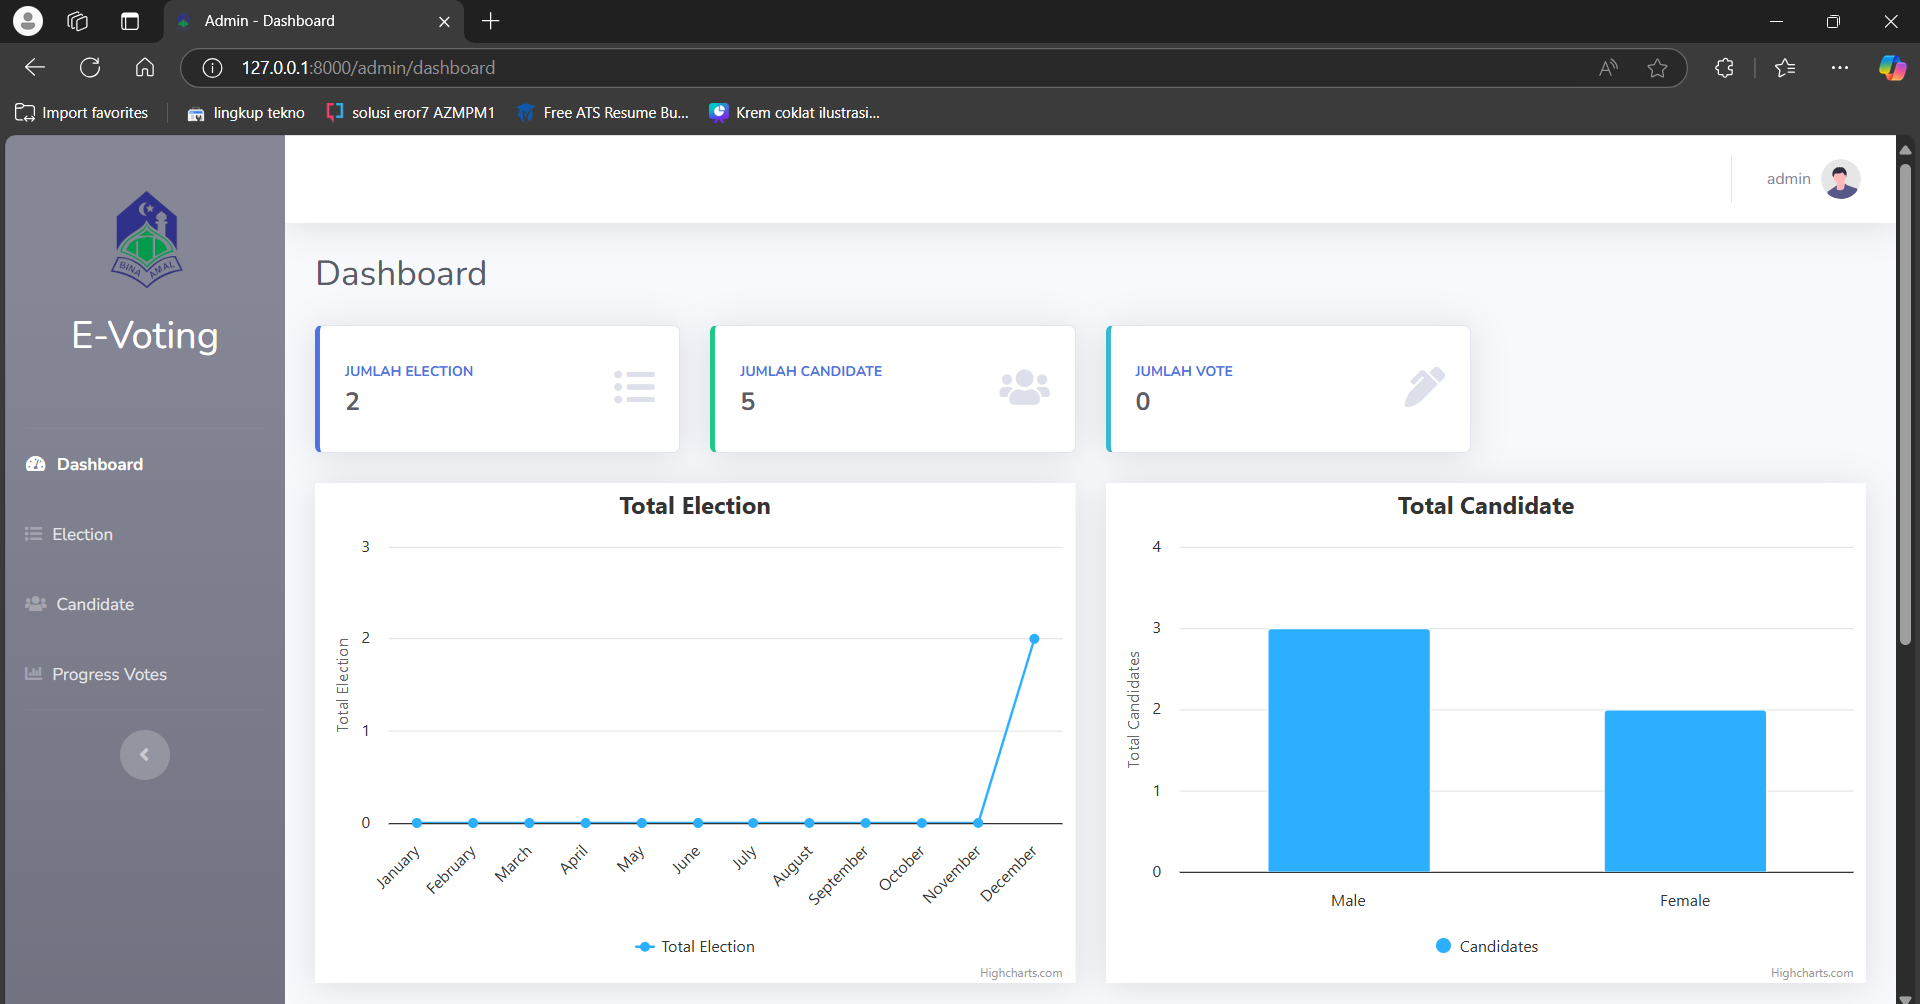 Admin - Dashboard
127.0.0.1:8000/admin/dashboard
Import favorites
lingkup tekno
solusi eror7 AZMPM1
Free ATS Resume Bu...
Krem coklat ilustrasi...
admin
BINA AMAL
E-Voting
Dashboard
Election
Candidate
Progress Votes
Dashboard
JUMLAH ELECTION
2
JUMLAH CANDIDATE
5
JUMLAH VOTE
0
Total Election
3
2
1
0
Total Election
January
February
March
April
May
June
July
August
September
October
November
December
Total Election
Highcharts.com
Total Candidate
4
3
2
1
0
Total Candidates
Male
Female
Candidates
Highcharts.com